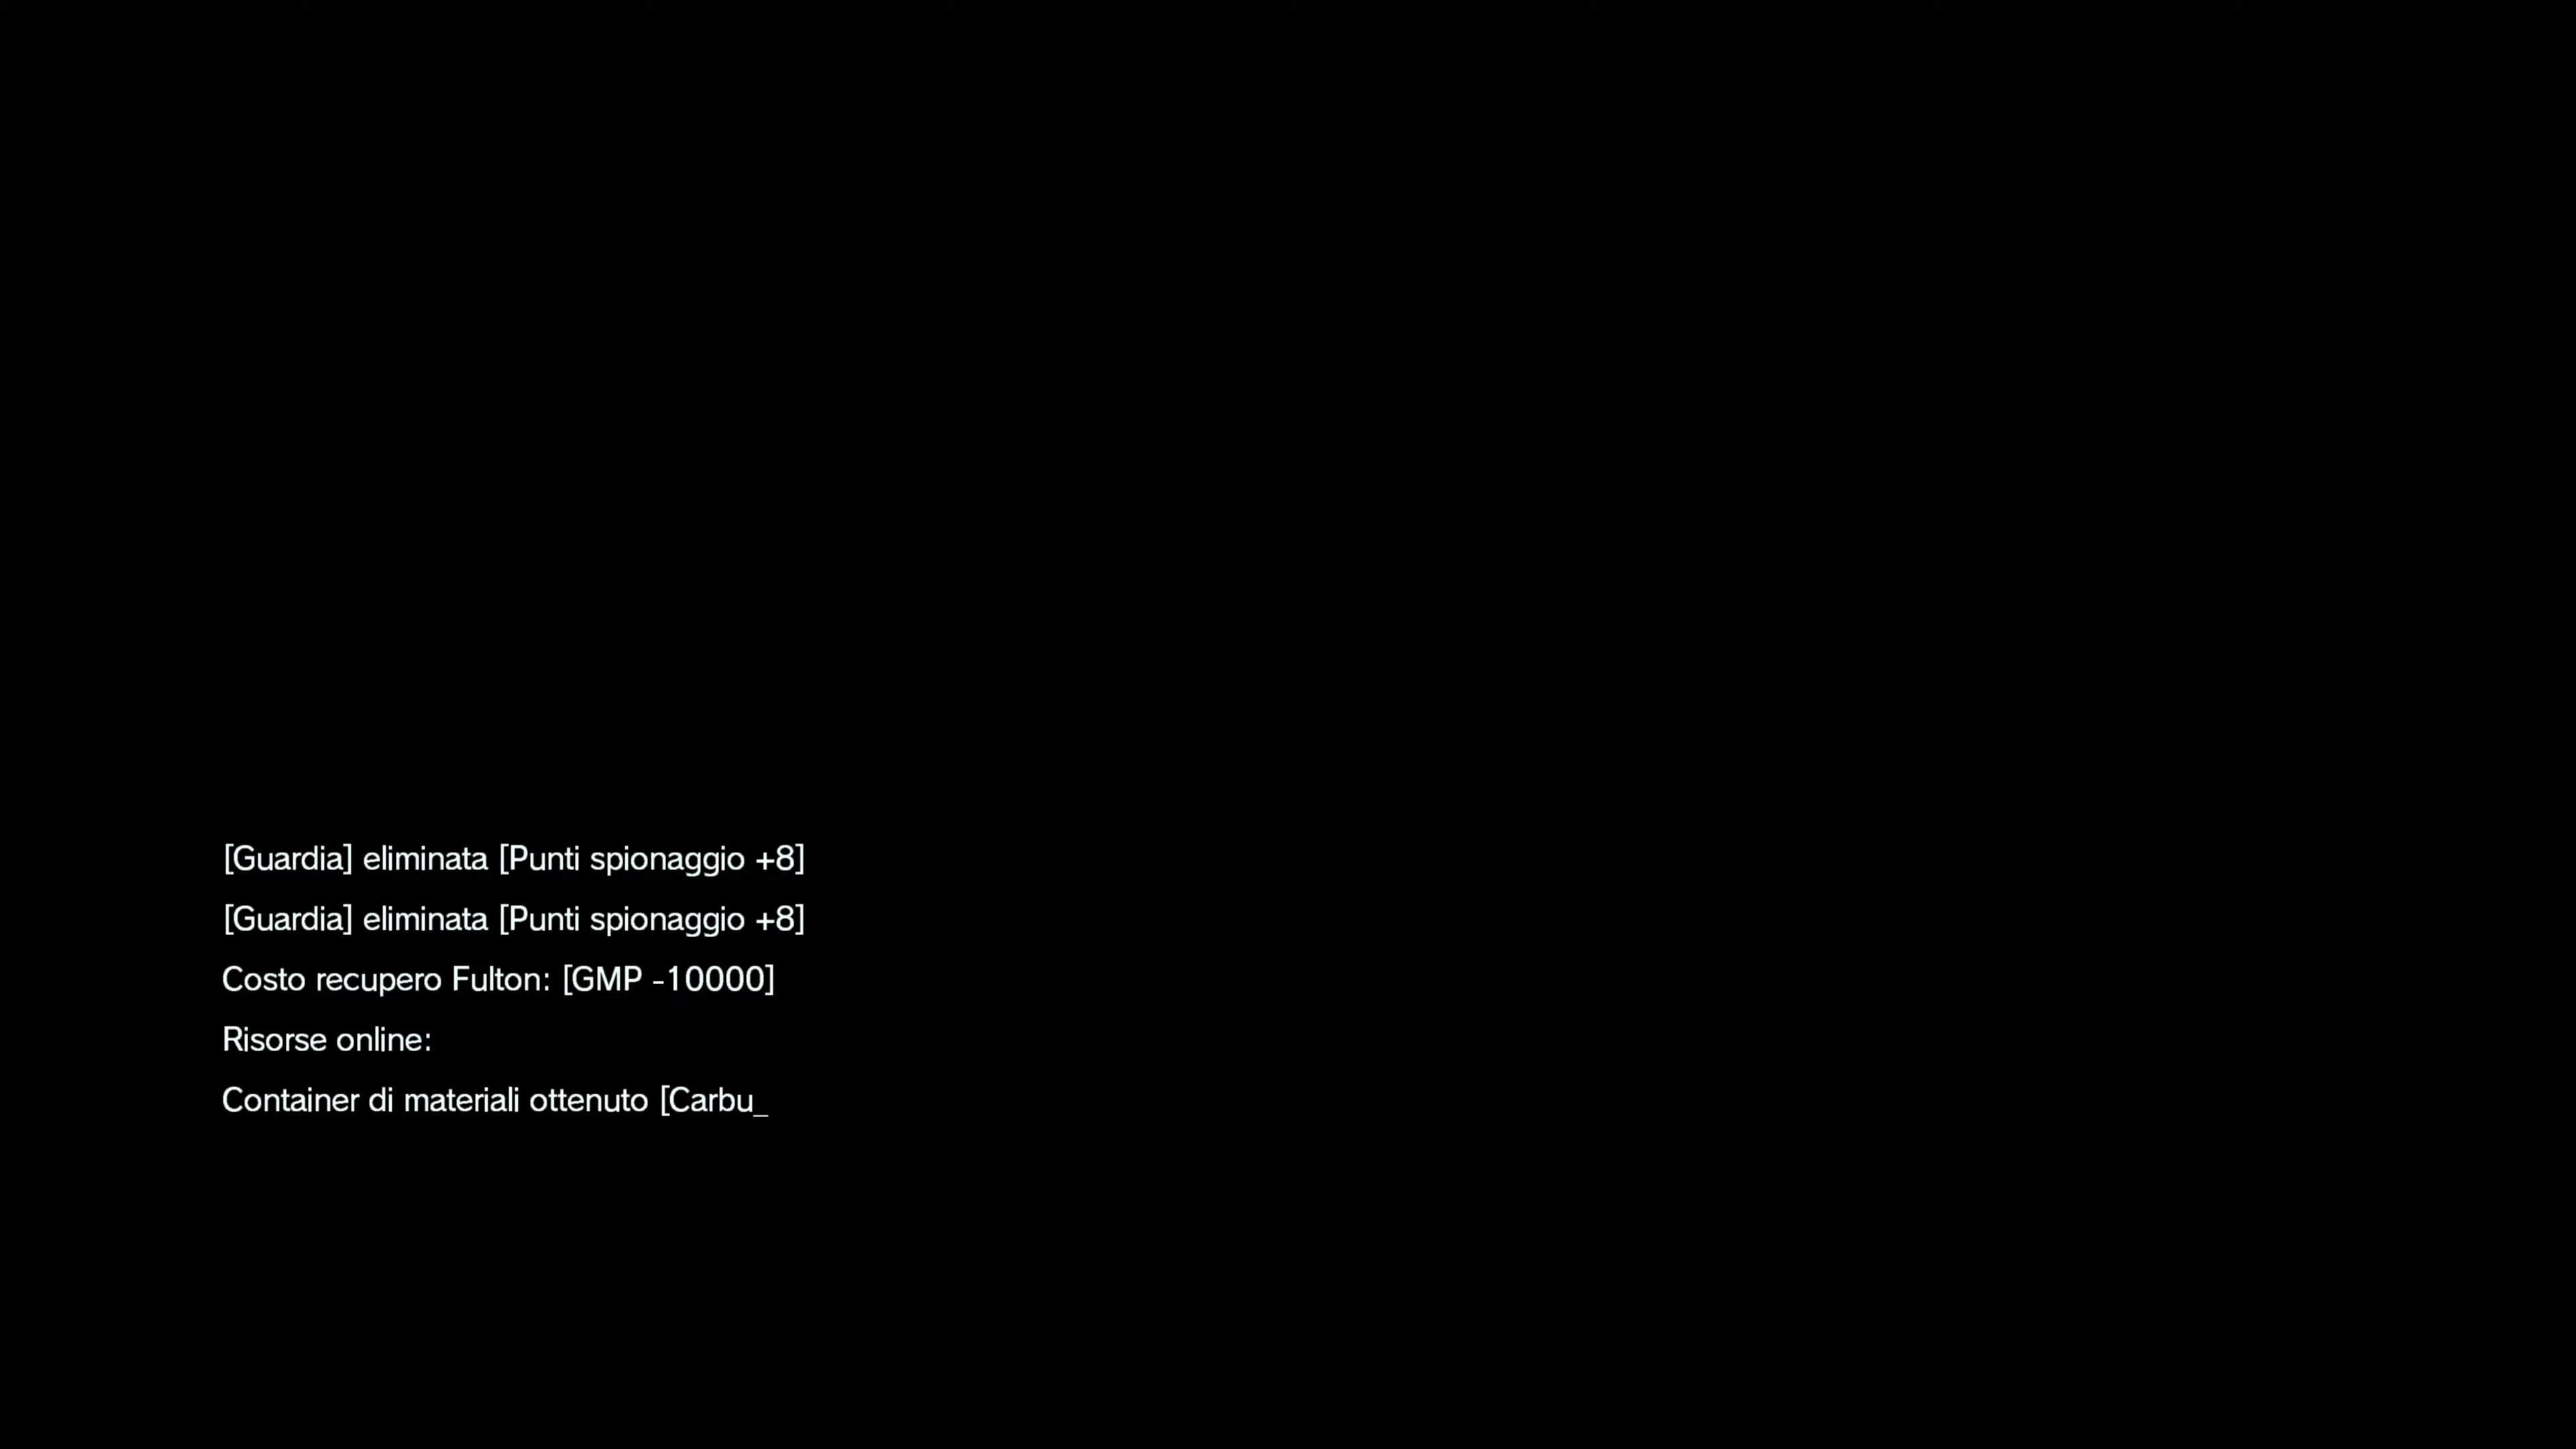 [Guardia] eliminata [Punti spionaggio +8]
[Guardia] eliminata [Punti spionaggio +8]
Costo recupero Fulton: [GMP -10000]
Risorse online:
Container di materiali ottenuto [Carbu_